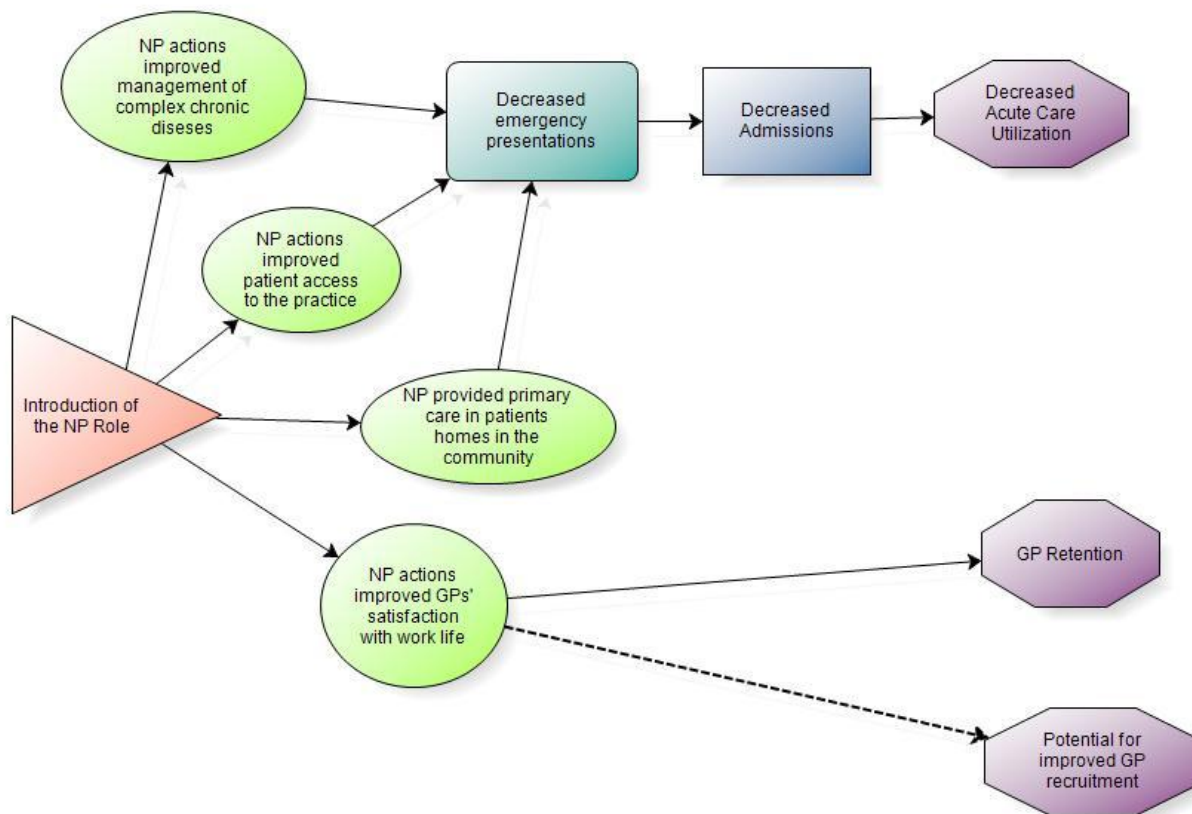 NP actions
improved
management of
complex chronic
diseses
Decreased
emergency
presentations
Decreased
Admissions
Decreased
Acute Care
Utilization
NP actions
improved
patient access
to the practice
Introduction of
the NP Role
NP provided primary
care in patients
homes in the
community
NP actions
improved GPs'
satisfaction
with work life
GP Retention
Potential for
improved GP
recruitment